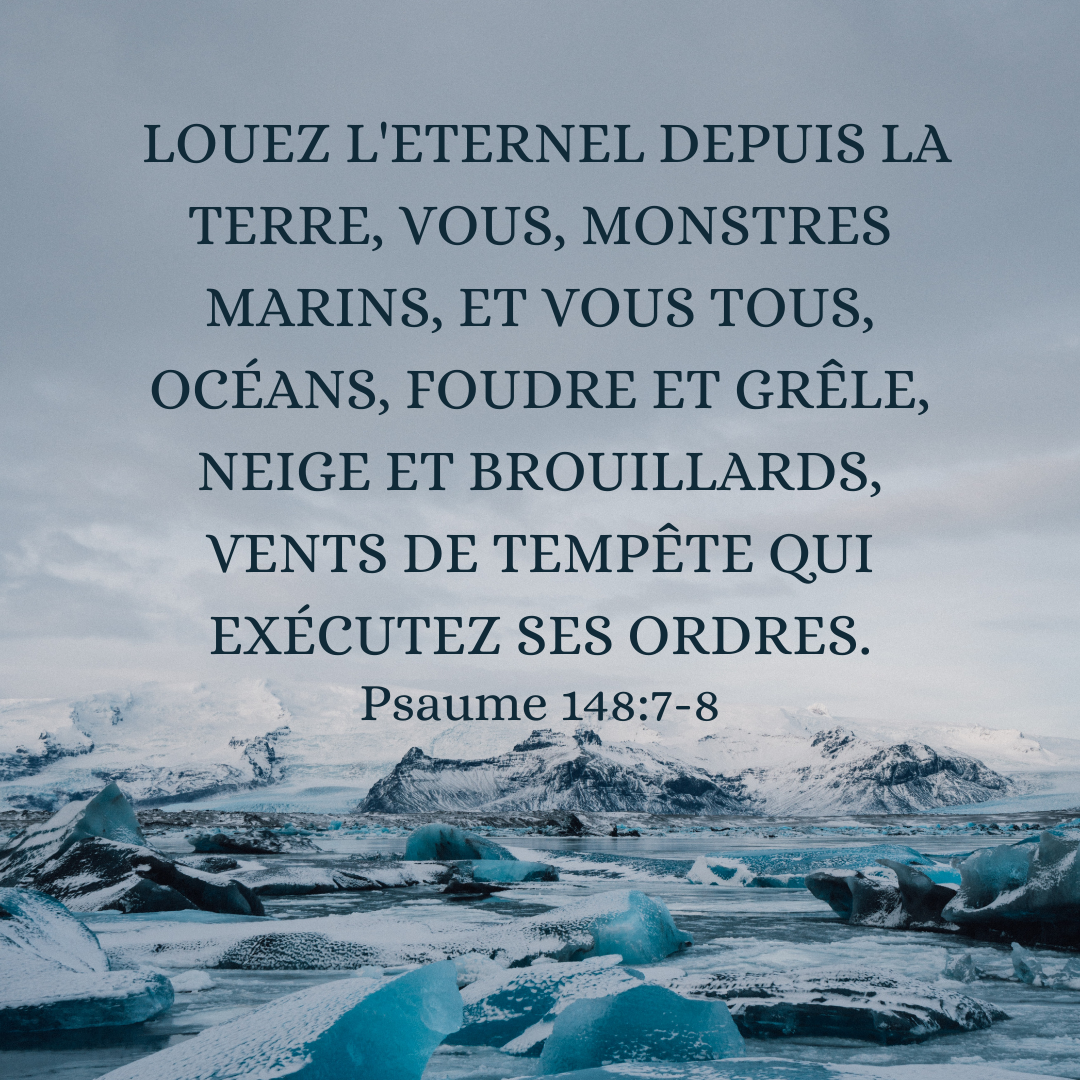 LOUEZ L'ETERNEL DEPUIS LA
TERRE, VOUS, MONSTRES
MARINS, ET VOUS TOUS,
OCÉANS, FOUDRE ET GRÊLE,
NEIGE ET BROUILLARDS,
VENTS DE TEMPÊTE QUI
EXÉCUTEZ SES ORDRES.
Psaume 148:7-8